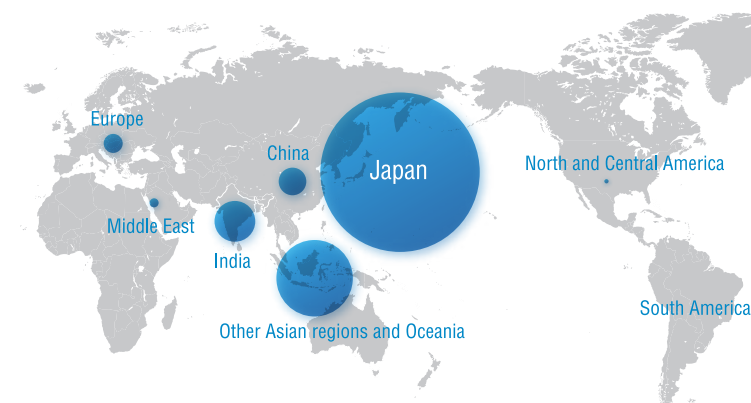 Europe
China
Japan
North and Central America
Middle East
India
South America
Other Asian regions and Oceania